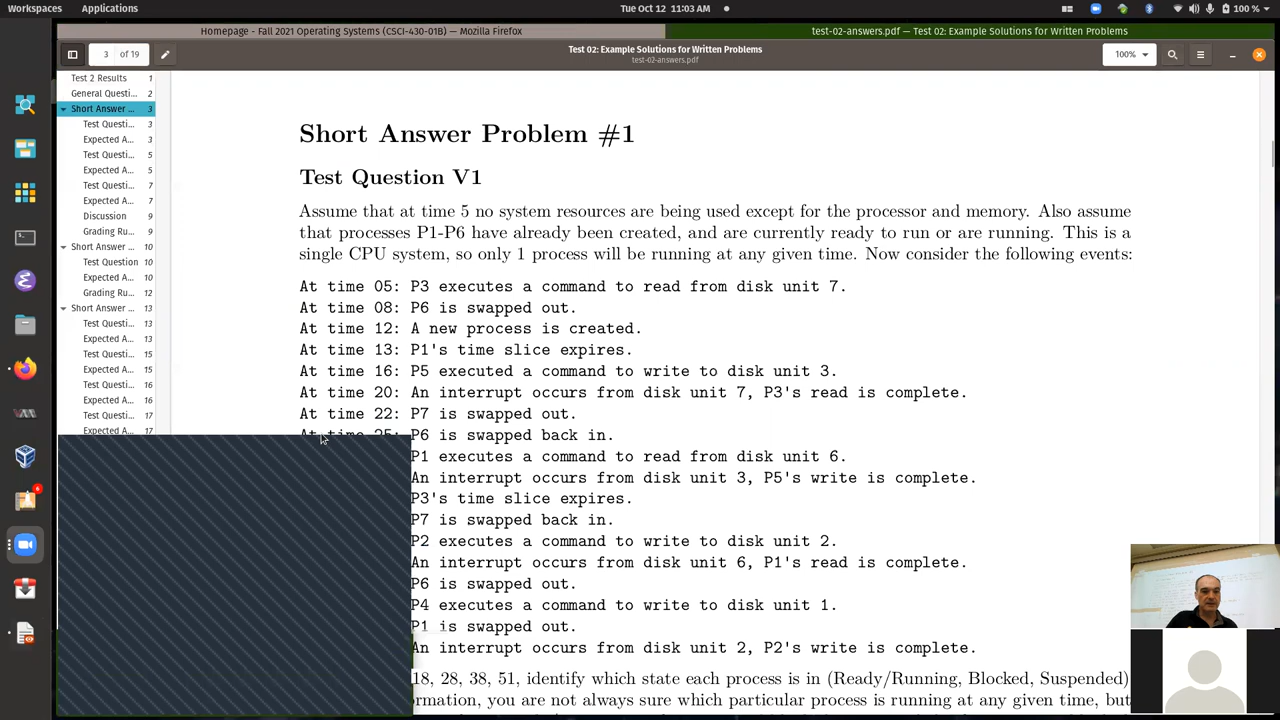 Workspaces Applications Tue Oct 12 11:03 AM 100 %
Homepage - Fall 2021 Operating Systems (CSCI-430-01B) — Mozilla Firefox
test-02-answers.pdf — Test 02: Example Solutions for Written Problems
3 of 19
Test 02: Example Solutions for Written Problems
test-02-answers.pdf
100%
Test 2 Results 1
General Questi... 2
Short Answer ... 3
Test Questi... 3
Expected A... 3
Test Questi... 5
Expected A... 5
Test Questi... 7
Expected A... 7
Discussion 9
Grading Ru... 9
Short Answer ... 10
Test Question 10
Expected A... 10
Grading Ru... 12
Short Answer ... 13
Test Questi... 13
Expected A... 13
Test Questi... 15
Expected A... 15
Test Questi... 16
Expected A... 16
Test Questi... 17
Expected A... 17
Short Answer Problem #1
Test Question V1
Assume that at time 5 no system resources are being used except for the processor and memory. Also assume
that processes P1-P6 have already been created, and are currently ready to run or are running. This is a
single CPU system, so only 1 process will be running at any given time. Now consider the following events:
At time 05: P3 executes a command to read from disk unit 7.
At time 08: P6 is swapped out.
At time 12: A new process is created.
At time 13: P1's time slice expires.
At time 16: P5 executed a command to write to disk unit 3.
At time 20: An interrupt occurs from disk unit 7, P3's read is complete.
At time 22: P7 is swapped out.
At time 25: P6 is swapped back in.
P1 executes a command to read from disk unit 6.
An interrupt occurs from disk unit 3, P5's write is complete.
P3's time slice expires.
P7 is swapped back in.
P2 executes a command to write to disk unit 2.
An interrupt occurs from disk unit 6, P1's read is complete.
P6 is swapped out.
P4 executes a command to write to disk unit 1.
P1 is swapped out.
An interrupt occurs from disk unit 2, P2's write is complete.
18, 28, 38, 51, identify which state each process is in (Ready/Running, Blocked, Suspended)
formation, you are not always sure which particular process is running at any given time, but